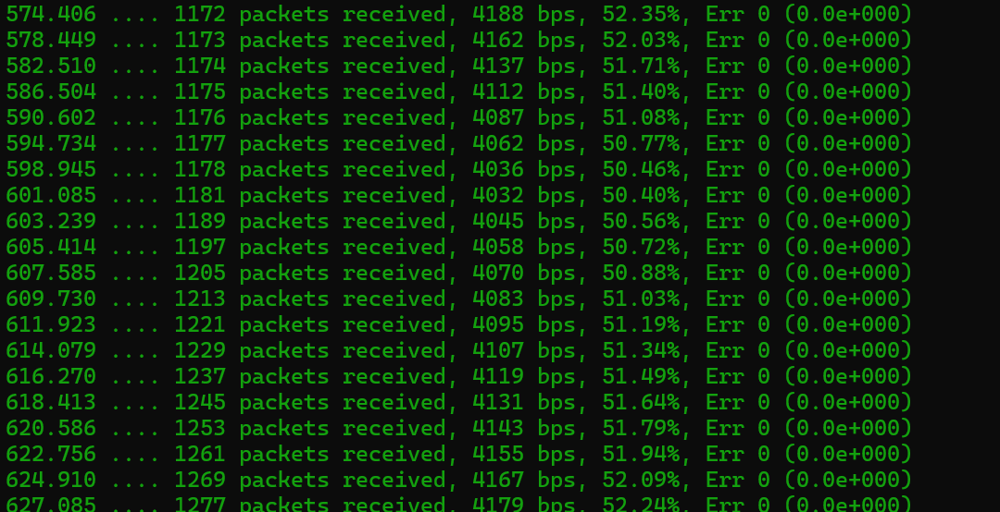 574.406 .... 1172 packets received, 4188 bps, 52.35%, Err 0 (0.0e+000)
578.449 .... 1173 packets received, 4162 bps, 52.03%, Err 0 (0.0e+000)
582.510 .... 1174 packets received, 4137 bps, 51.71%, Err 0 (0.0e+000)
586.504 .... 1175 packets received, 4112 bps, 51.40%, Err 0 (0.0e+000)
590.602 .... 1176 packets received, 4087 bps, 51.08%, Err 0 (0.0e+000)
594.734 .... 1177 packets received, 4062 bps, 50.77%, Err 0 (0.0e+000)
598.945 .... 1178 packets received, 4036 bps, 50.46%, Err 0 (0.0e+000)
601.085 .... 1181 packets received, 4032 bps, 50.40%, Err 0 (0.0e+000)
603.239 .... 1189 packets received, 4045 bps, 50.56%, Err 0 (0.0e+000)
605.414 .... 1197 packets received, 4058 bps, 50.72%, Err 0 (0.0e+000)
607.585 .... 1205 packets received, 4070 bps, 50.88%, Err 0 (0.0e+000)
609.730 .... 1213 packets received, 4083 bps, 51.03%, Err 0 (0.0e+000)
611.923 .... 1221 packets received, 4095 bps, 51.19%, Err 0 (0.0e+000)
614.079 .... 1229 packets received, 4107 bps, 51.34%, Err 0 (0.0e+000)
616.270 .... 1237 packets received, 4119 bps, 51.49%, Err 0 (0.0e+000)
618.413 .... 1245 packets received, 4131 bps, 51.64%, Err 0 (0.0e+000)
620.586 .... 1253 packets received, 4143 bps, 51.79%, Err 0 (0.0e+000)
622.756 .... 1261 packets received, 4155 bps, 51.94%, Err 0 (0.0e+000)
624.910 .... 1269 packets received, 4167 bps, 52.09%, Err 0 (0.0e+000)
627.085 .... 1277 packets received, 4179 bps, 52.24%, Err 0 (0.0e+000)